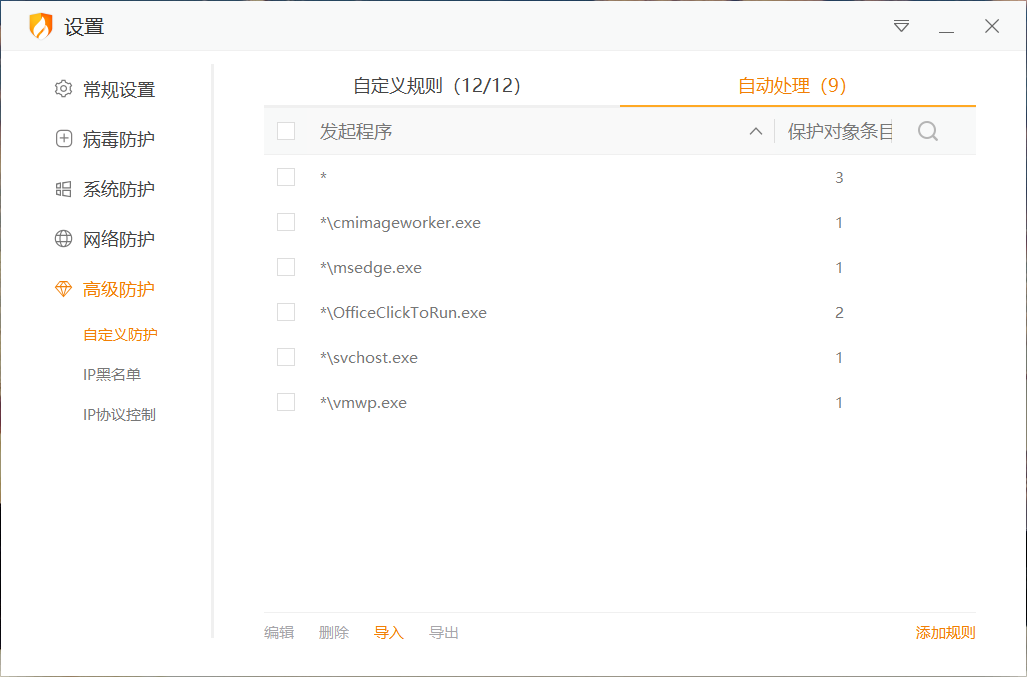 设置
常规设置
病毒防护
系统防护
网络防护
高级防护
自定义防护
IP黑名单
IP协议控制
自定义规则（12/12）
自动处理（9）
发起程序
保护对象条目
* 3
*\cmimageworker.exe 1
*\msedge.exe 1
*\OfficeClickToRun.exe 2
*\svchost.exe 1
*\vmwp.exe 1
编辑 删除 导入 导出
添加规则